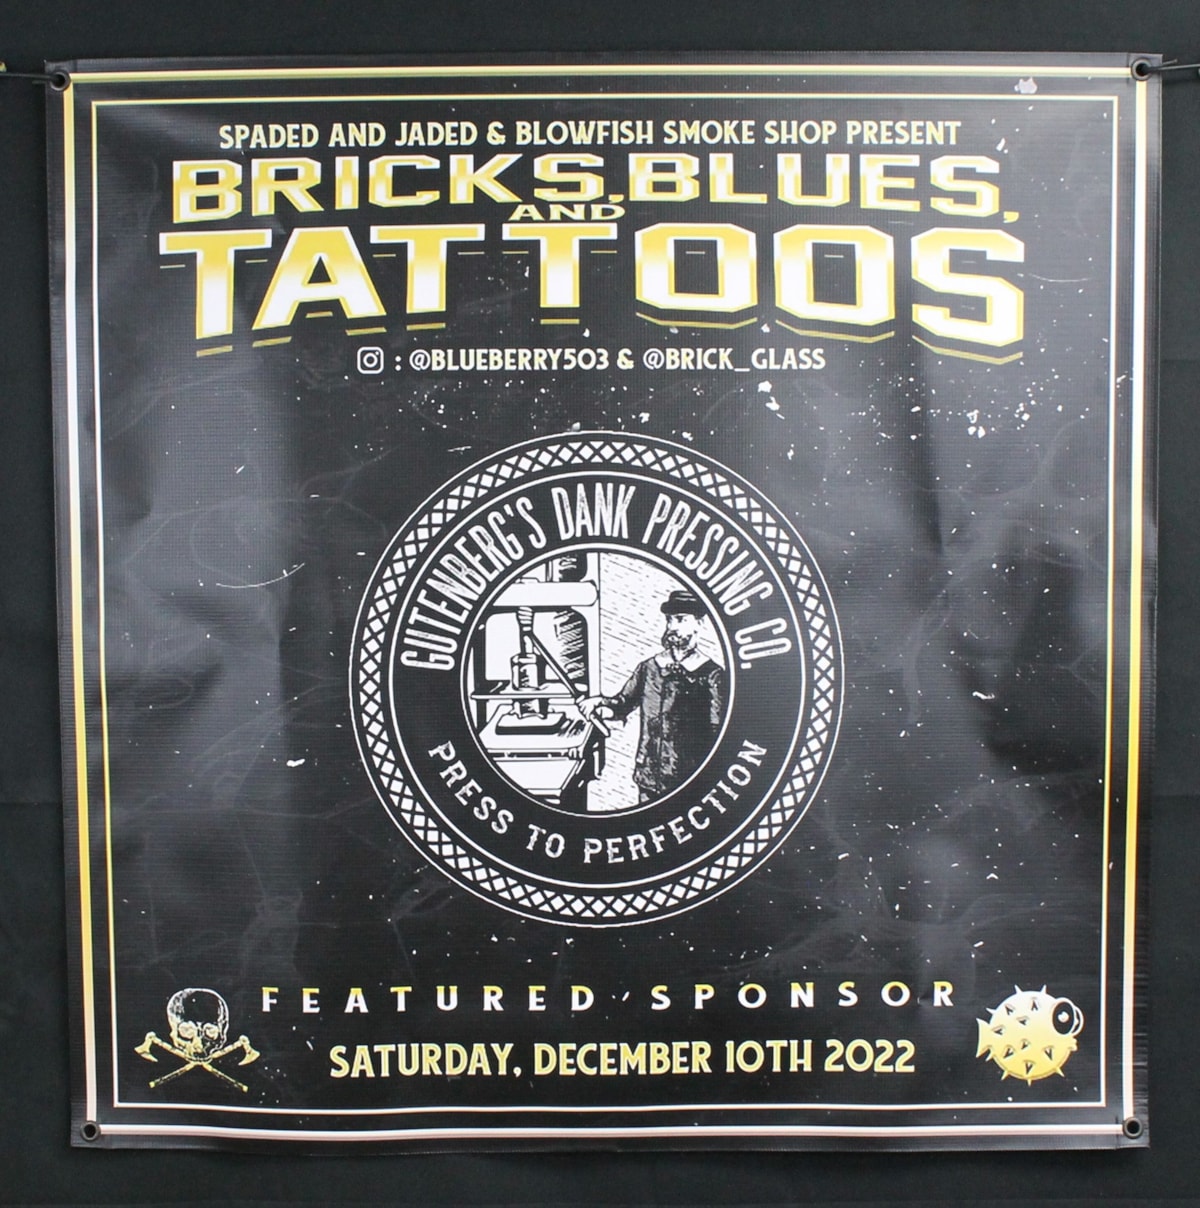 SPADED AND JADED & BLOWFISH SMOKE SHOP PRESENT
BRICKS, BLUES,
AND
TATTOOS
: @BLUEBERRY503 & @BRICK_GLASS
GUTENBERG'S DANK PRESSING CO.
PRESS TO PERFECTION
FEATURED SPONSOR
SATURDAY, DECEMBER 10TH 2022